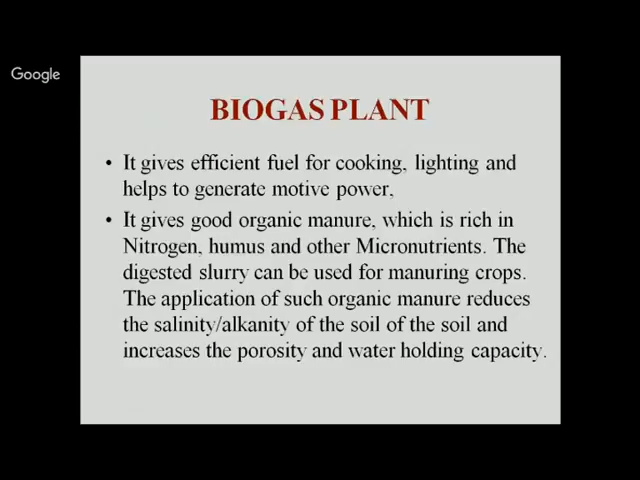 Google
BIOGAS PLANT
• It gives efficient fuel for cooking, lighting and
helps to generate motive power,
• It gives good organic manure, which is rich in
Nitrogen, humus and other Micronutrients. The
digested slurry can be used for manuring crops.
The application of such organic manure reduces
the salinity/alkanity of the soil of the soil and
increases the porosity and water holding capacity.